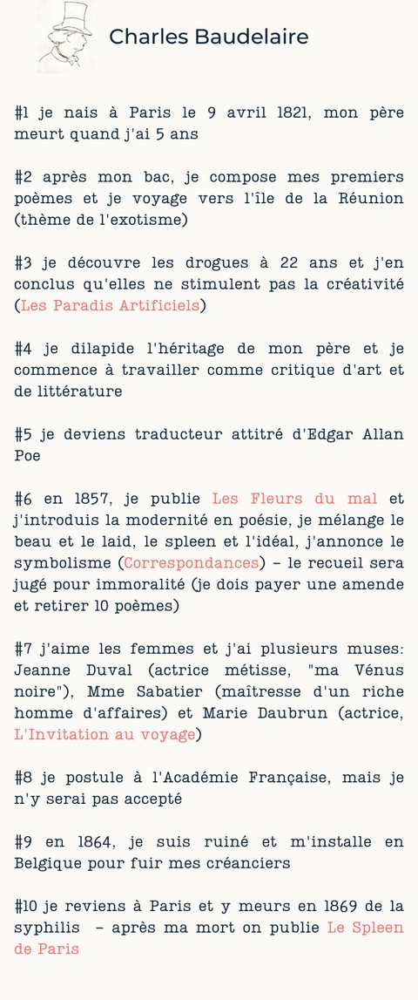 Charles Baudelaire
#1 je nais à Paris le 9 avril 1821, mon père
meurt quand j'ai 5 ans
#2 après mon bac, je compose mes premiers
poèmes et je voyage vers l'île de la Réunion
(thème de l'exotisme)
#3 je découvre les drogues à 22 ans et j'en
conclus qu'elles ne stimulent pas la créativité
(Les Paradis Artificiels)
#4 je dilapide l'héritage de mon père et je
commence à travailler comme critique d'art et
de littérature
#5 je deviens traducteur attitré d'Edgar Allan
Poe
#6 en 1857, je publie Les Fleurs du mal et
j'introduis la modernité en poésie, je mélange le
beau et le laid, le spleen et l'idéal, j'annonce le
symbolisme (Correspondances) – le recueil sera
jugé pour immoralité (je dois payer une amende
et retirer 10 poèmes)
#7 j'aime les femmes et j'ai plusieurs muses:
Jeanne Duval (actrice métisse, "ma Vénus
noire"), Mme Sabatier (maîtresse d'un riche
homme d'affaires) et Marie Daubrun (actrice,
L'Invitation au voyage)
#8 je postule à l'Académie Française, mais je
n'y serai pas accepté
#9 en 1864, je suis ruiné et m'installe en
Belgique pour fuir mes créanciers
#10 je reviens à Paris et y meurs en 1869 de la
syphilis – après ma mort on publie Le Spleen
de Paris